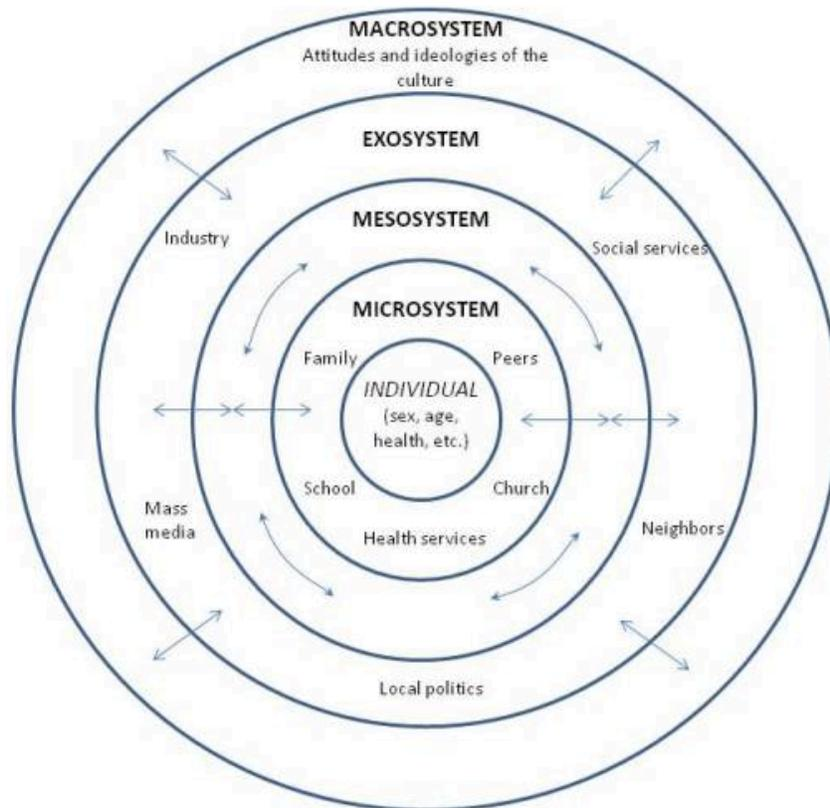 MACROSYSTEM
Attitudes and ideologies of the
culture
EXOSYSTEM
MESOSYSTEM
Industry
Social services
MICROSYSTEM
Family
Peers
INDIVIDUAL
(sex, age,
health, etc.}
School
Church
Mass
media
Health services
Neighbors
Local politics